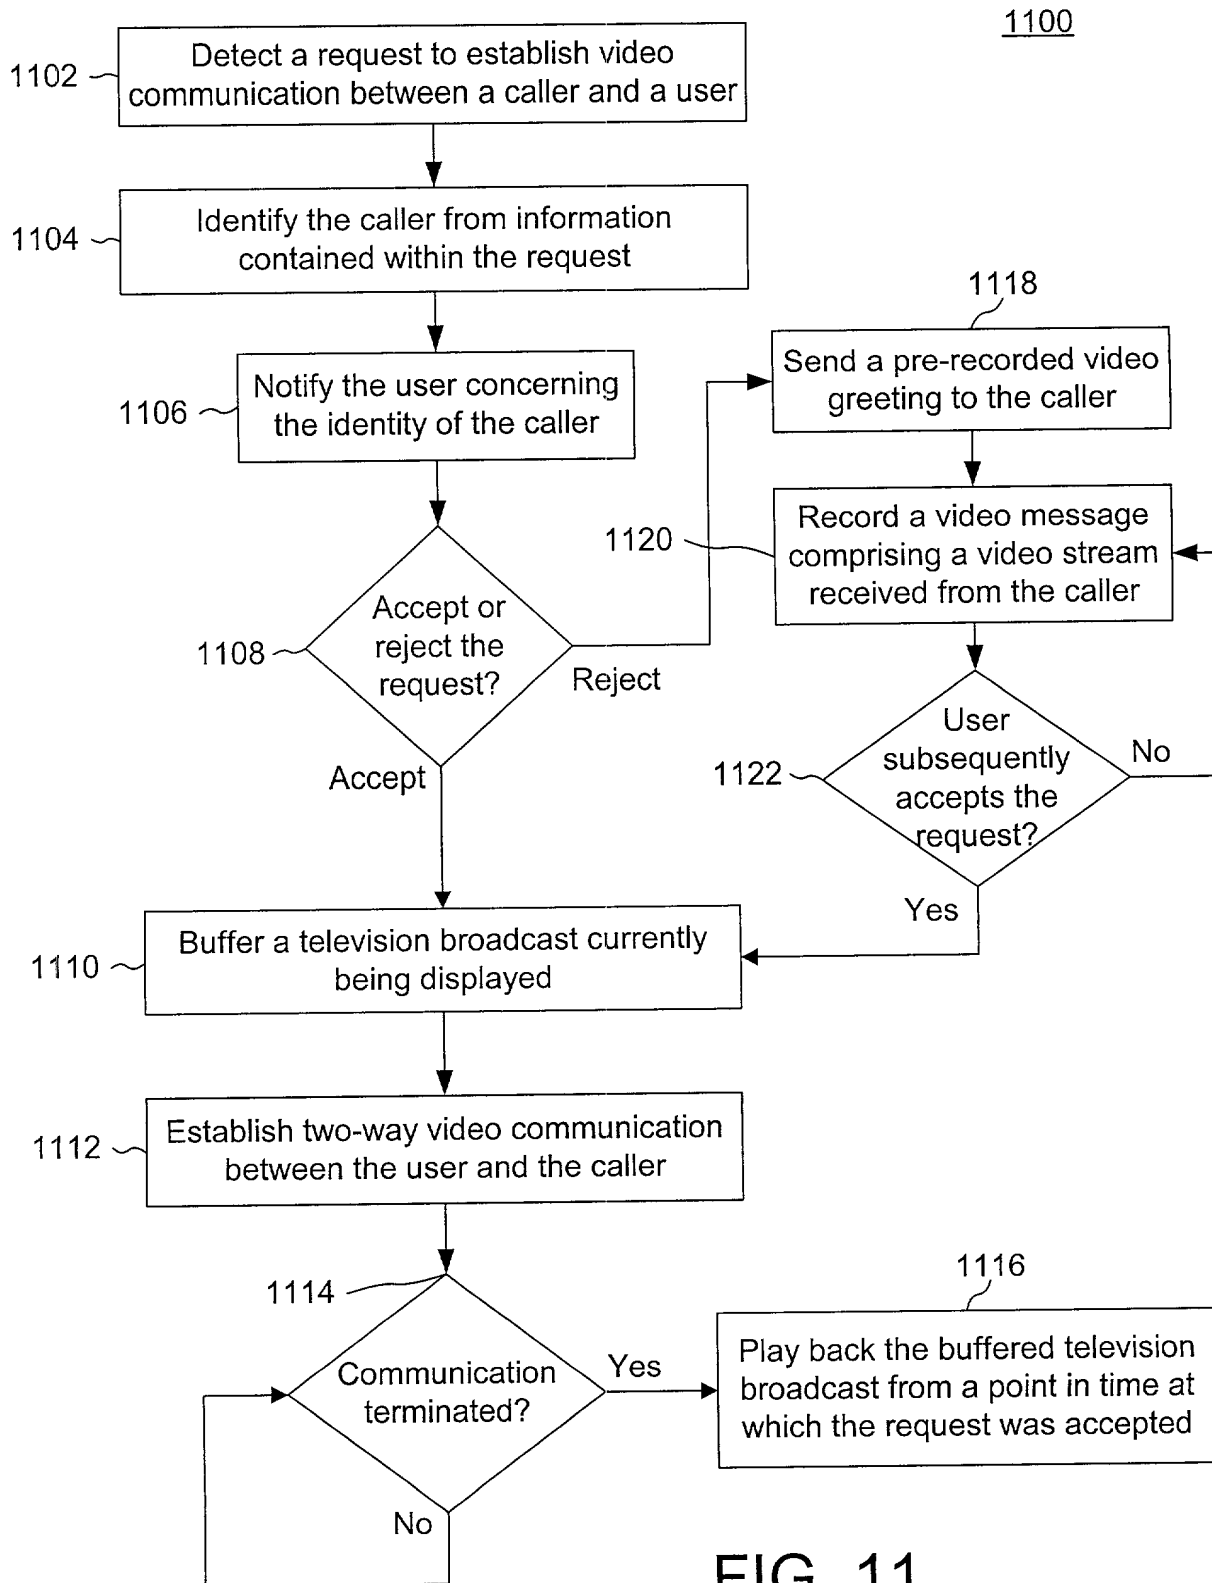 1100
1102
Detect a request to establish video
communication between a caller and a user
1104
Identify the caller from information
contained within the request
1106
Notify the user concerning
the identity of the caller
1118
Send a pre-recorded video
greeting to the caller
1120
Record a video message
comprising a video stream
received from the caller
1108
Accept or
reject the
request?
Reject
Accept
1122
User
subsequently
accepts the
request?
No
Yes
1110
Buffer a television broadcast currently
being displayed
1112
Establish two-way video communication
between the user and the caller
1114
Communication
terminated?
Yes
No
1116
Play back the buffered television
broadcast from a point in time at
which the request was accepted
FIG. 11